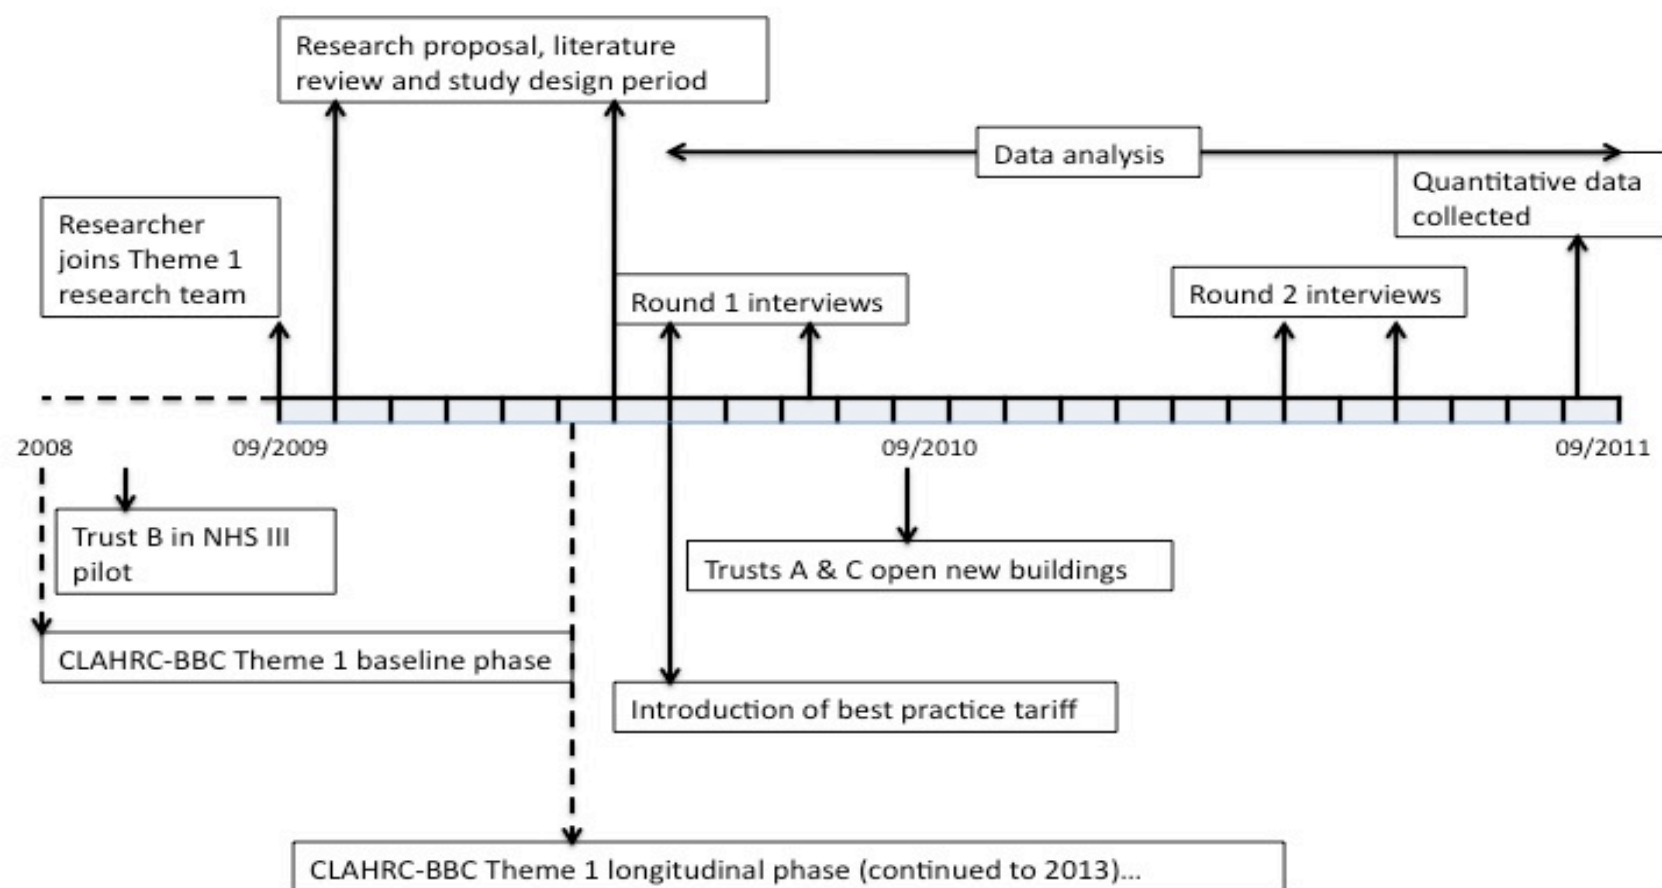 Research proposal, literature
review and study design period
Data analysis
Quantitative data
collected
Researcher
joins Theme 1
research team
Round 1 interviews
Round 2 interviews
2008
09/2009
09/2010
09/2011
Trust B in NHS III
pilot
Trusts A & C open new buildings
CLAHRC-BBC Theme 1 baseline phase
Introduction of best practice tariff
CLAHRC-BBC Theme 1 longitudinal phase (continued to 2013)...